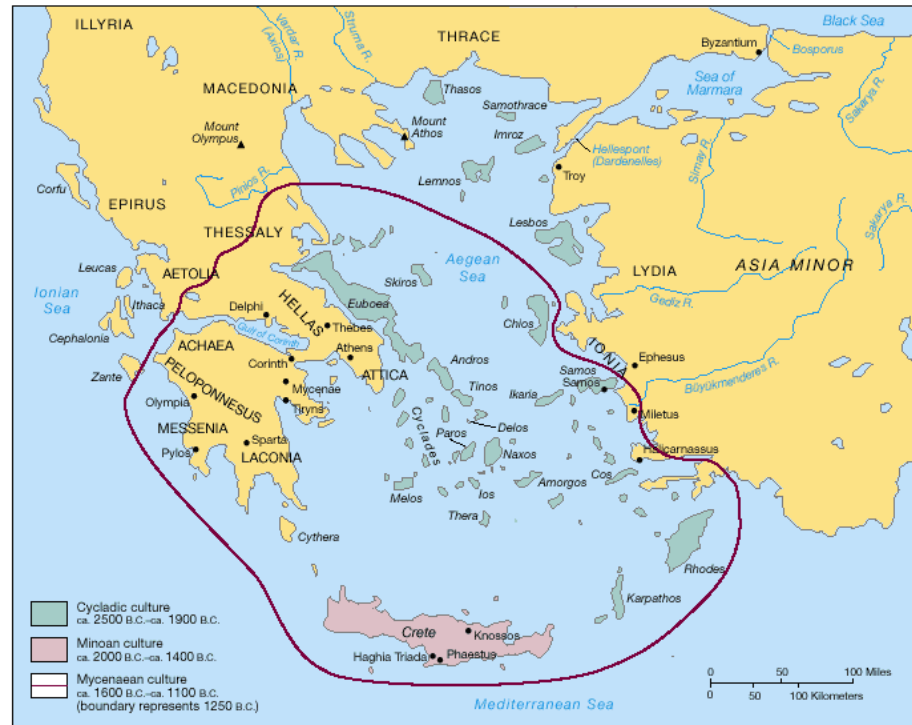 ILLYRIA
Vardar R.
(Axios)
Struma R.
THRACE
Black Sea
Byzantium
Bosporus
Sea of
Marmara
MACEDONIA
Thasos
Samothrace
Sakarya R.
Mount
Olympus
Mount
Athos
Imroz
Hellespont
(Dardenelles)
Simay R.
Corfu
Pinios R.
Lemnos
Troy
EPIRUS
Sakarya R.
THESSALY
Lesbos
Leucas
AETOLIA
Aegean
Sea
LYDIA
ASIA MINOR
Ionian
Sea
Ithaca
Skiros
Delphi
HELLAS
Euboea
Gediz R.
Cephalonia
Gulf of Corinth
Thebes
Chios
ACHAEA
Athens
IONIA
Zante
Corinth
ATTICA
Andros
Samos
Ephesus
PELOPONNESUS
Mycenae
Tinos
Ikaria
Samos
Büyükmenderes R.
Olympia
Tiryns
Cyclades
Delos
Miletus
MESSENIA
Paros
Sparta
Naxos
Halicarnassus
Pylos
LACONIA
Melos
Ios
Amorgos
Cos
Thera
Cythera
Rhodes
Karpathos
Crete
Knossos
Haghia Triada
Phaestus
Mediterranean Sea
Cycladic culture
ca. 2500 B.C.–ca. 1900 B.C.
Minoan culture
ca. 2000 B.C.–ca. 1400 B.C.
Mycenaean culture
ca. 1600 B.C.–ca. 1100 B.C.
(boundary represents 1250 B.C.)
0 50 100 Miles
0 50 100 Kilometers